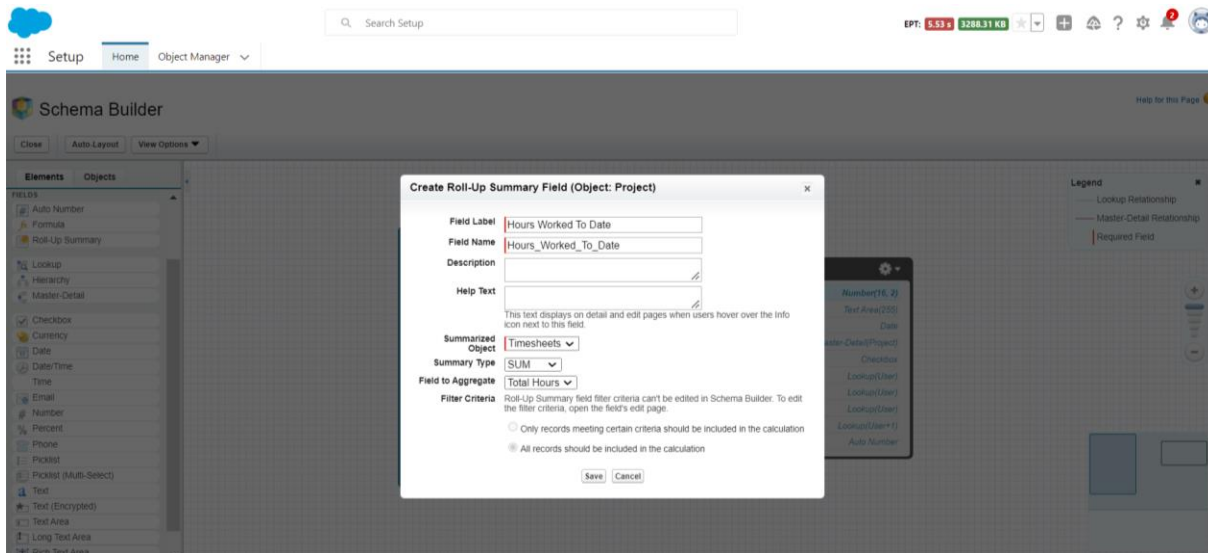 Search Setup
EPT: 5.53 s 3288.31 KB
2
Setup Home Object Manager
Schema Builder
Help for this Page
Close Auto-Layout View Options
Elements Objects
FIELDS
Auto Number
Formula
Roll-Up Summary
Lookup
Hierarchy
Master-Detail
Checkbox
Currency
Date
Date/Time
Time
Email
Number
Percent
Phone
Picklist
Picklist (Multi-Select)
Text
Text (Encrypted)
Text Area
Long Text Area
Rich Text Area
Create Roll-Up Summary Field (Object: Project)
Field Label Hours Worked To Date
Field Name Hours_Worked_To_Date
Description
Help Text
This text displays on detail and edit pages when users hover over the Info
icon next to this field.
Summarized
Object Timesheets
Summary Type SUM
Field to Aggregate Total Hours
Filter Criteria Roll-Up Summary field filter criteria can't be edited in Schema Builder. To edit
the filter criteria, open the field's edit page.
Only records meeting certain criteria should be included in the calculation
All records should be included in the calculation
Save Cancel
Number(16, 2)
Text Area(255)
Date
ster-Detail(Project)
Checkbox
Lookup(User)
Lookup(User)
Lookup(User)
Lookup(User+1)
Auto Number
Legend
Lookup Relationship
Master-Detail Relationship
Required Field